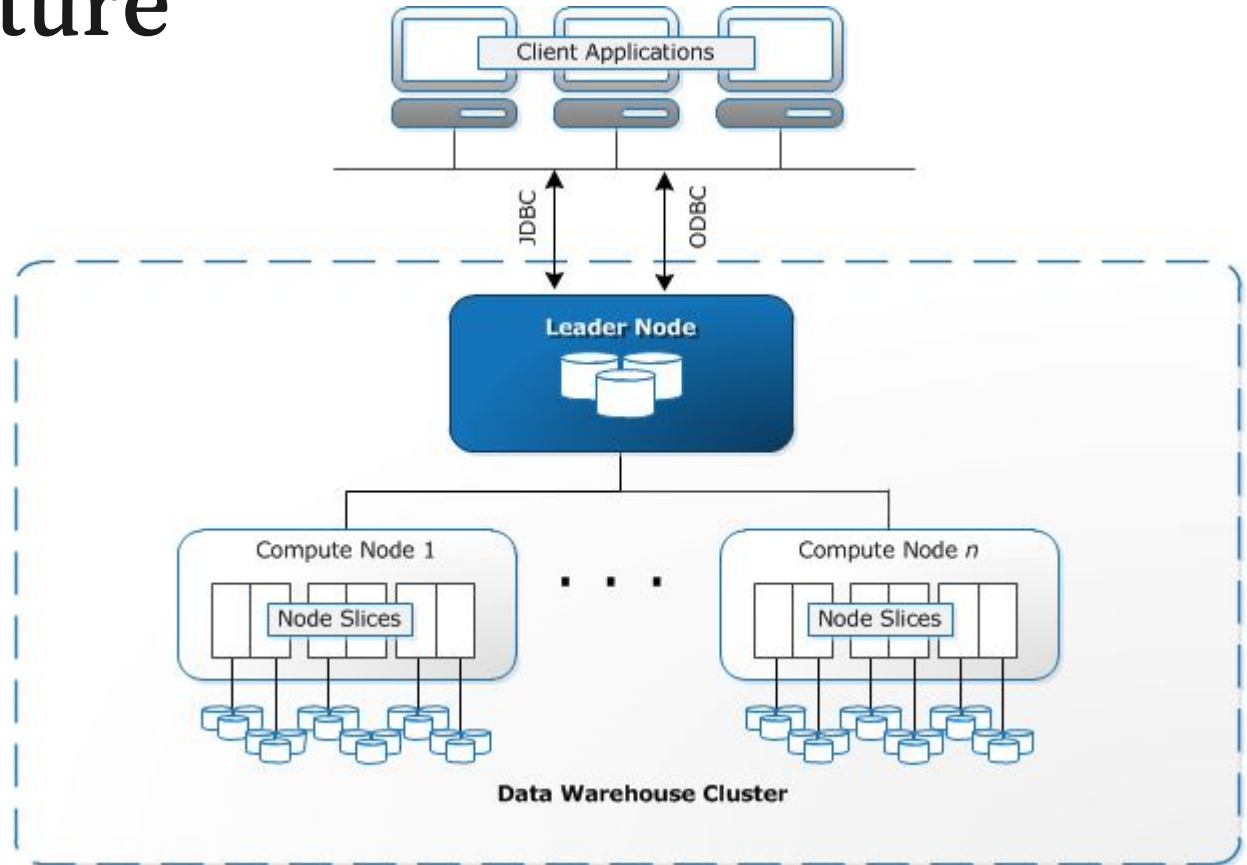 ture
Client Applications
JDBC
ODBC
Leader Node
Compute Node 1
. . .
Compute Node n
Node Slices
Node Slices
Data Warehouse Cluster